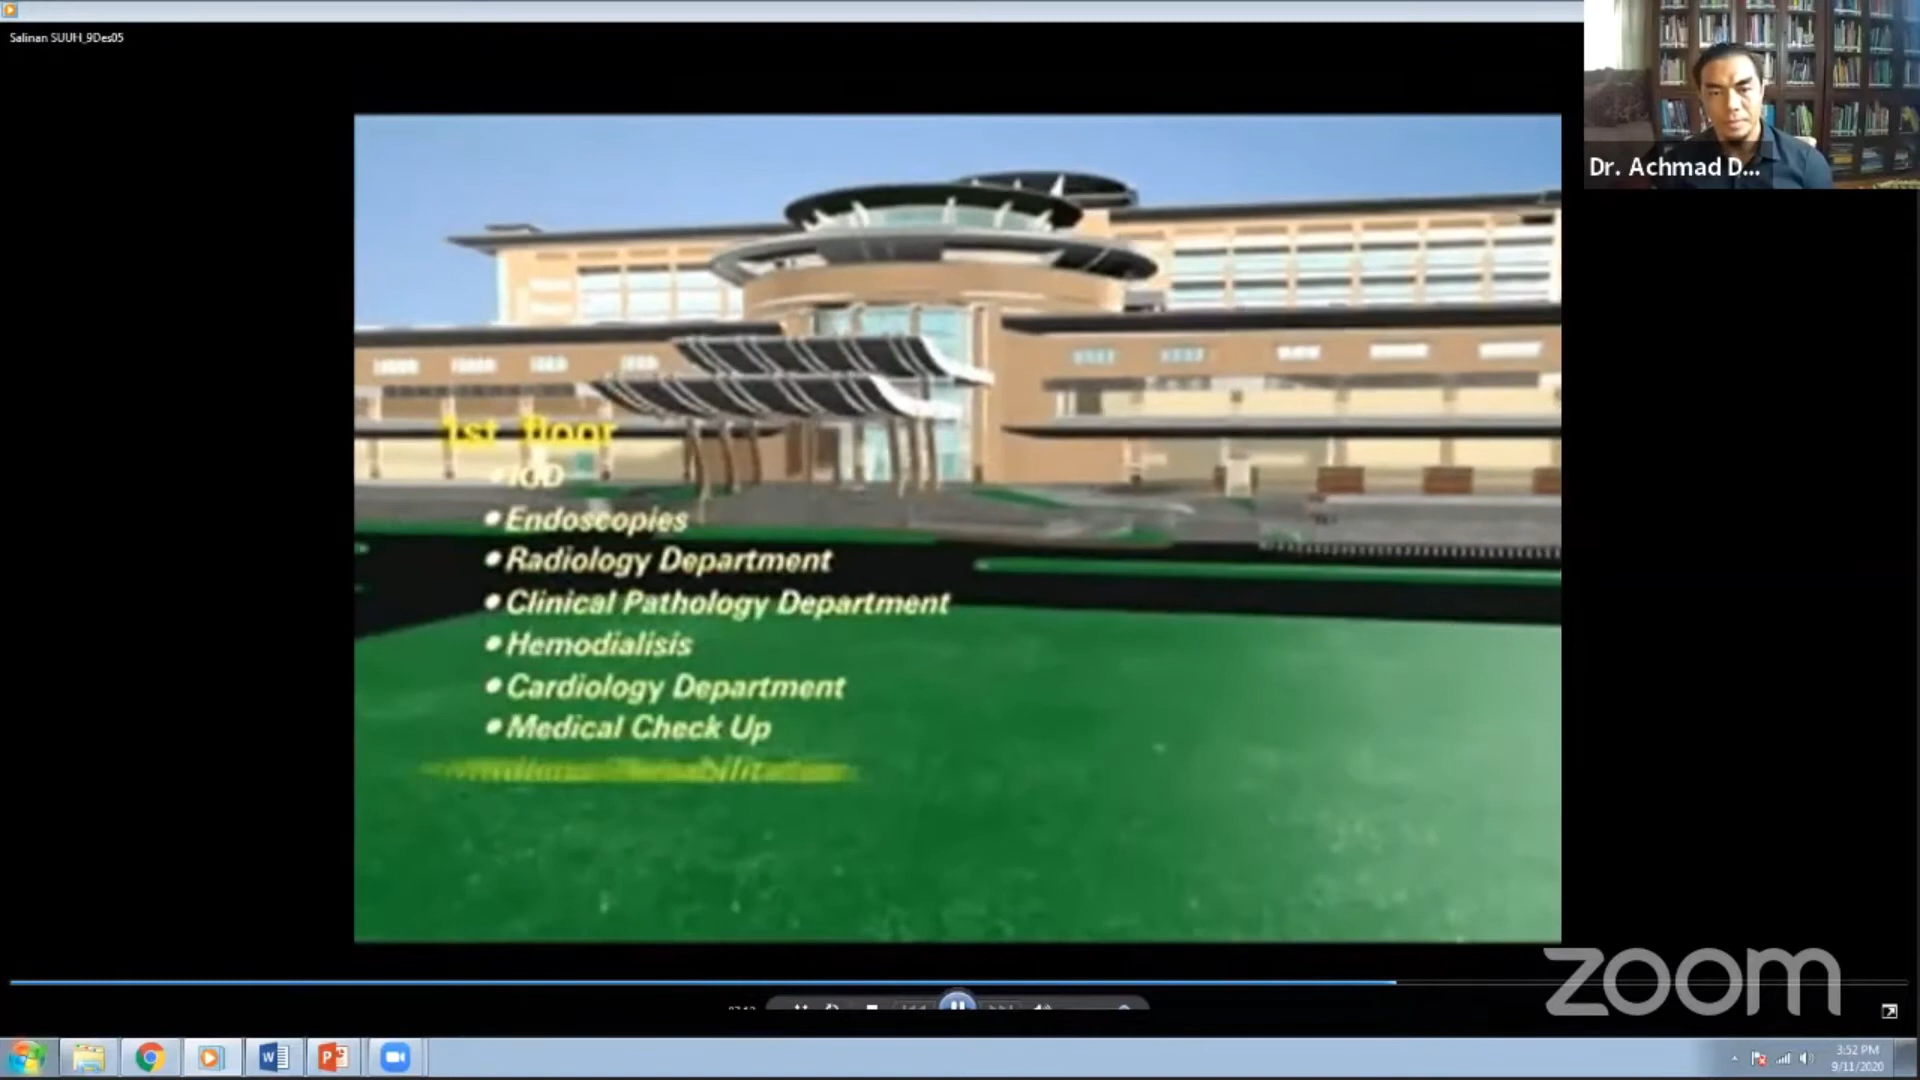 Salinan SUUH_9Des05
Dr. Achmad D...
1st floor
• IGD
• Endoscopies
• Radiology Department
• Clinical Pathology Department
• Hemodialisis
• Cardiology Department
• Medical Check Up
zoom
3:52 PM
9/11/2020